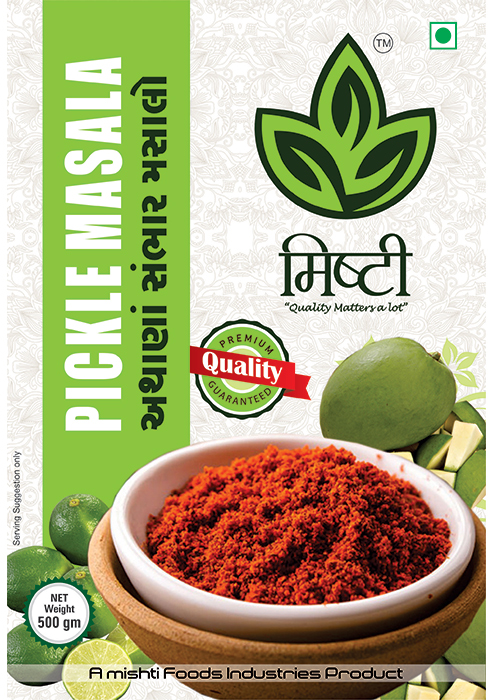 PICKLE MASALA
અથાણાં સંભાર મસાલો
TM
मिष्टी
"Quality Matters a lot"
PREMIUM
Quality
GUARANTEED
Serving Suggestion only
NET
Weight
500 gm
A mishti Foods Industries Product